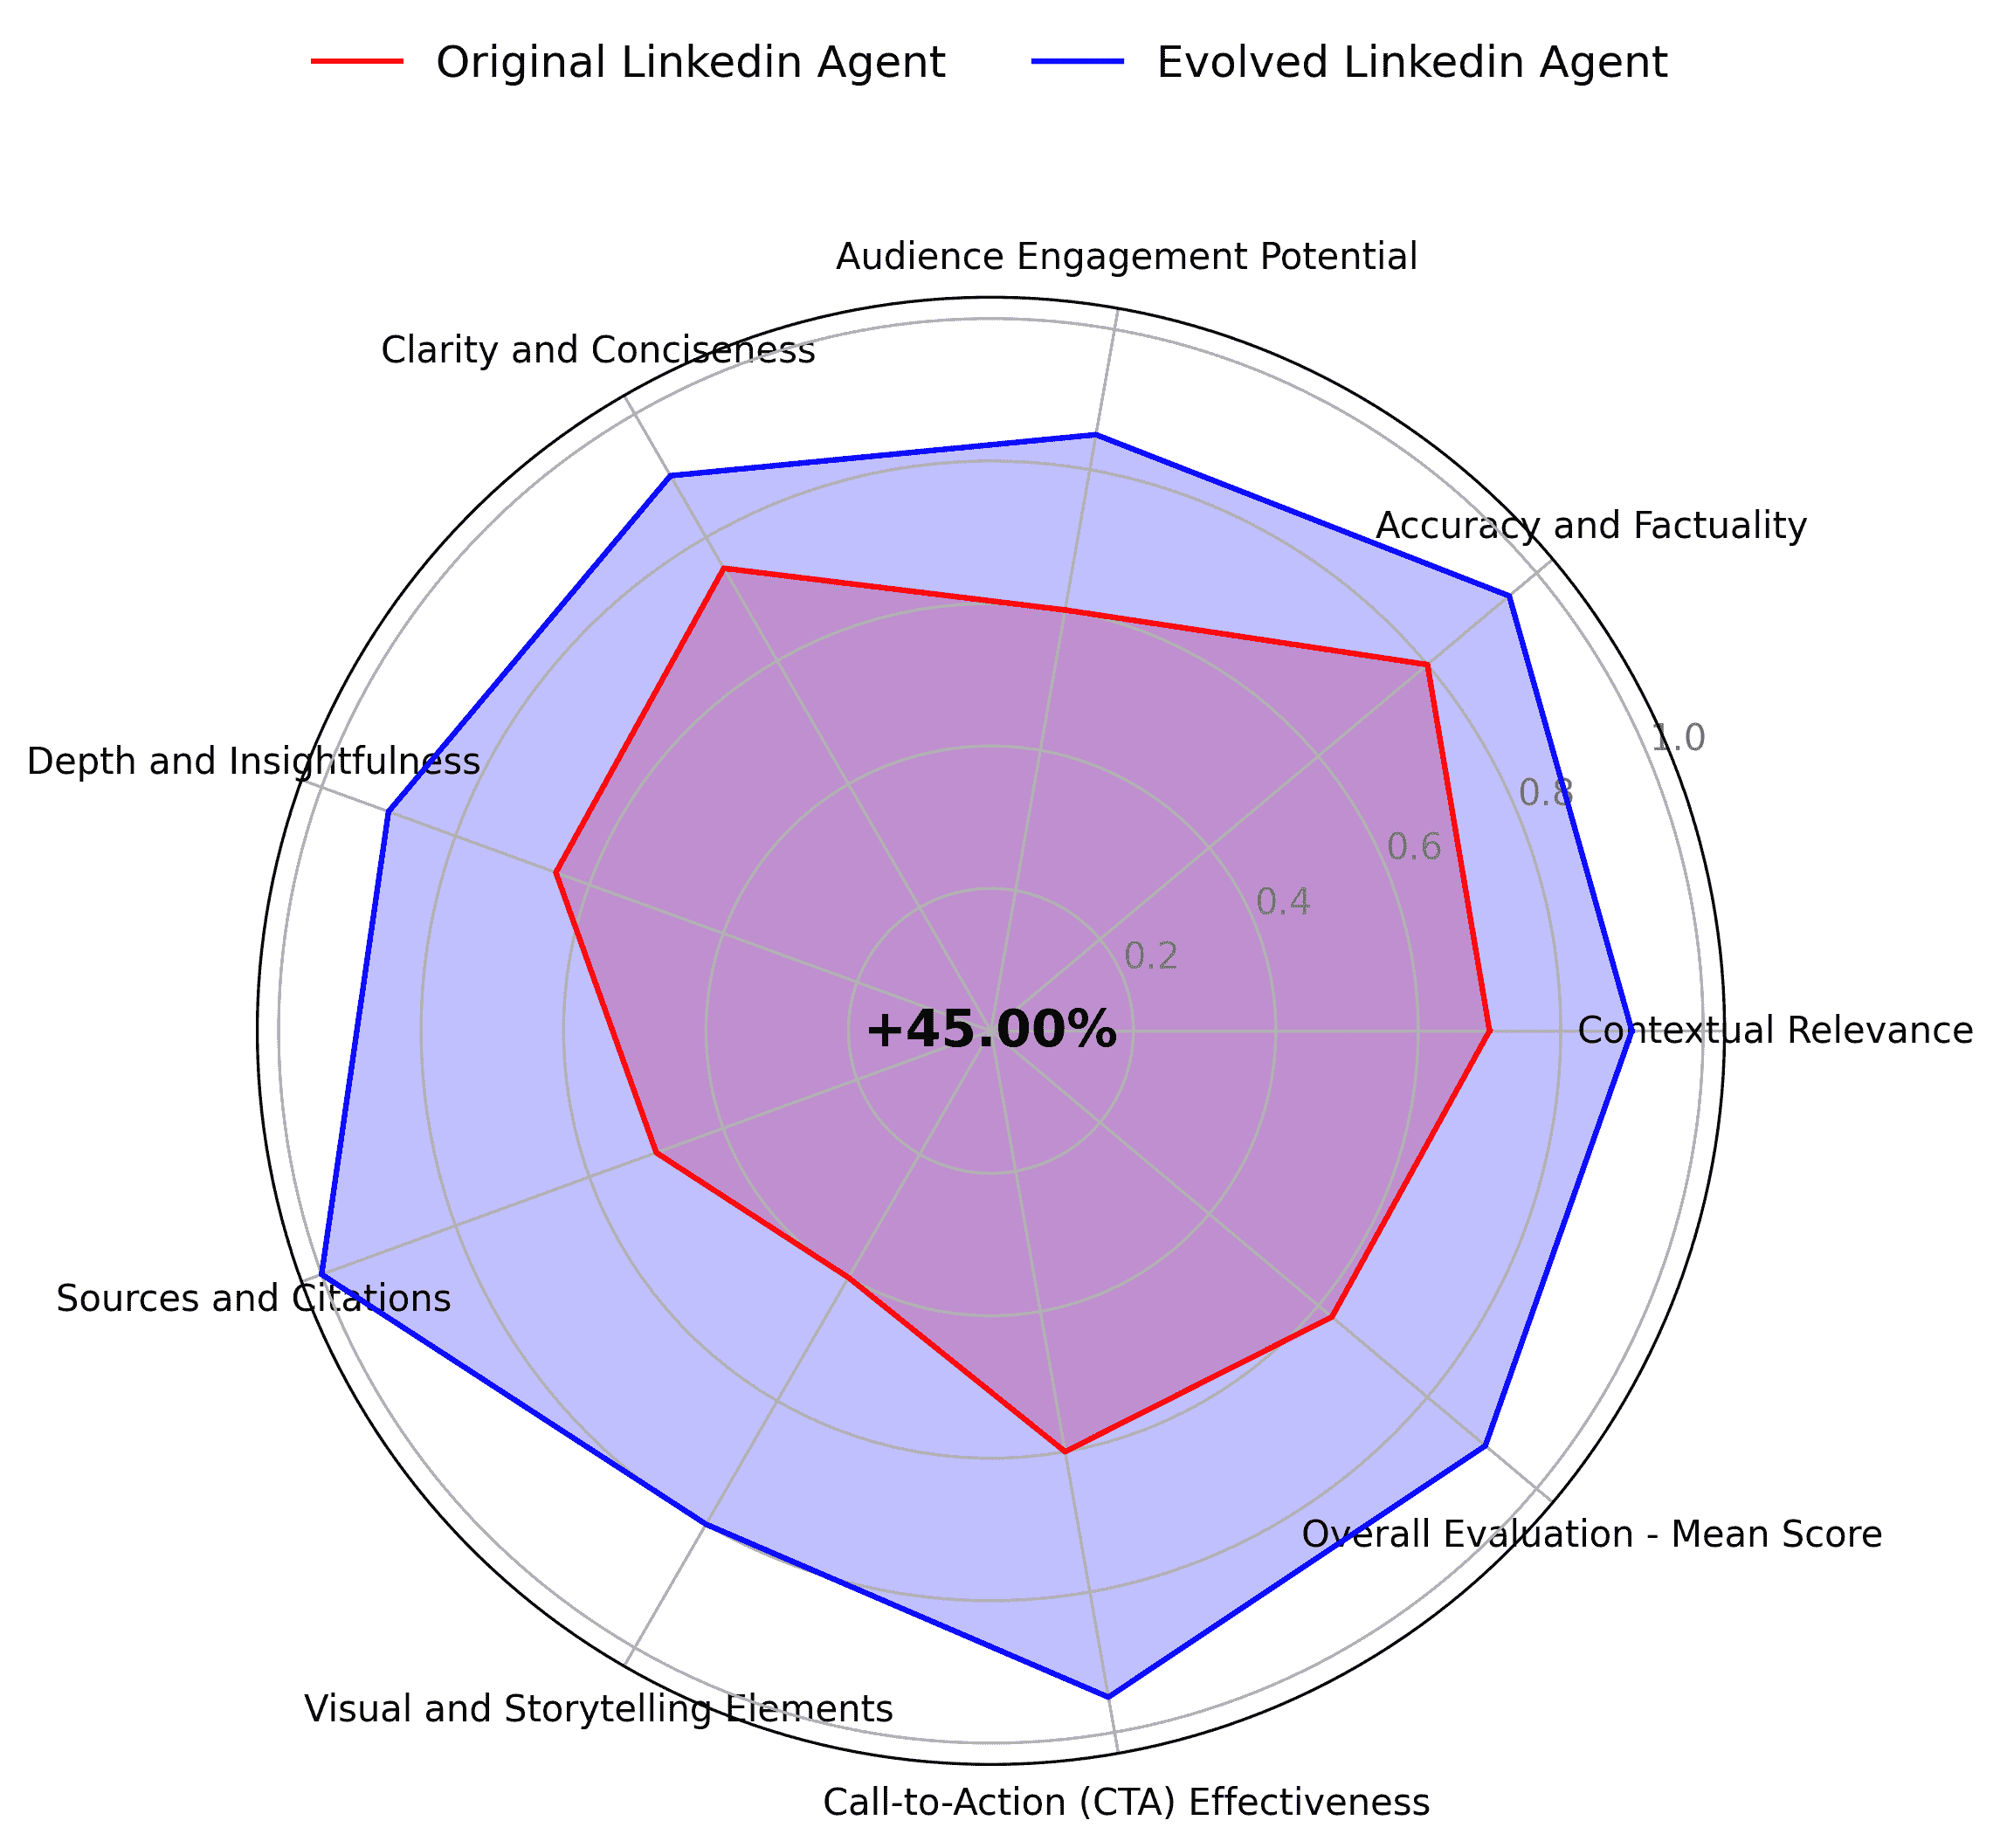 Original Linkedin Agent
Evolved Linkedin Agent
Audience Engagement Potential
Clarity and Conciseness
Accuracy and Factuality
1.0
Depth and Insightfulness
0.8
0.6
0.4
0.2
+45.00%
Contextual Relevance
Sources and Citations
Overall Evaluation - Mean Score
Visual and Storytelling Elements
Call-to-Action (CTA) Effectiveness